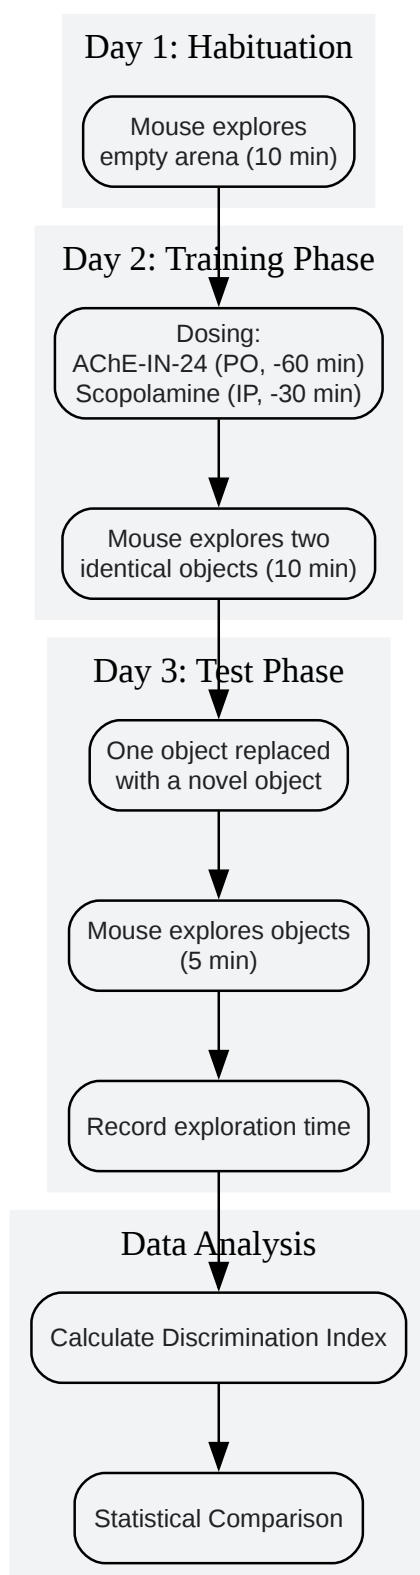 Day 1: Habituation
Mouse explores
empty arena (10 min)
Day 2: Training Phase
Dosing:
AChE-IN-24 (PO, -60 min)
Scopolamine (IP, -30 min)
Mouse explores two
identical objects (10 min)
Day 3: Test Phase
One object replaced
with a novel object
Mouse explores objects
(5 min)
Record exploration time
Data Analysis
Calculate Discrimination Index
Statistical Comparison